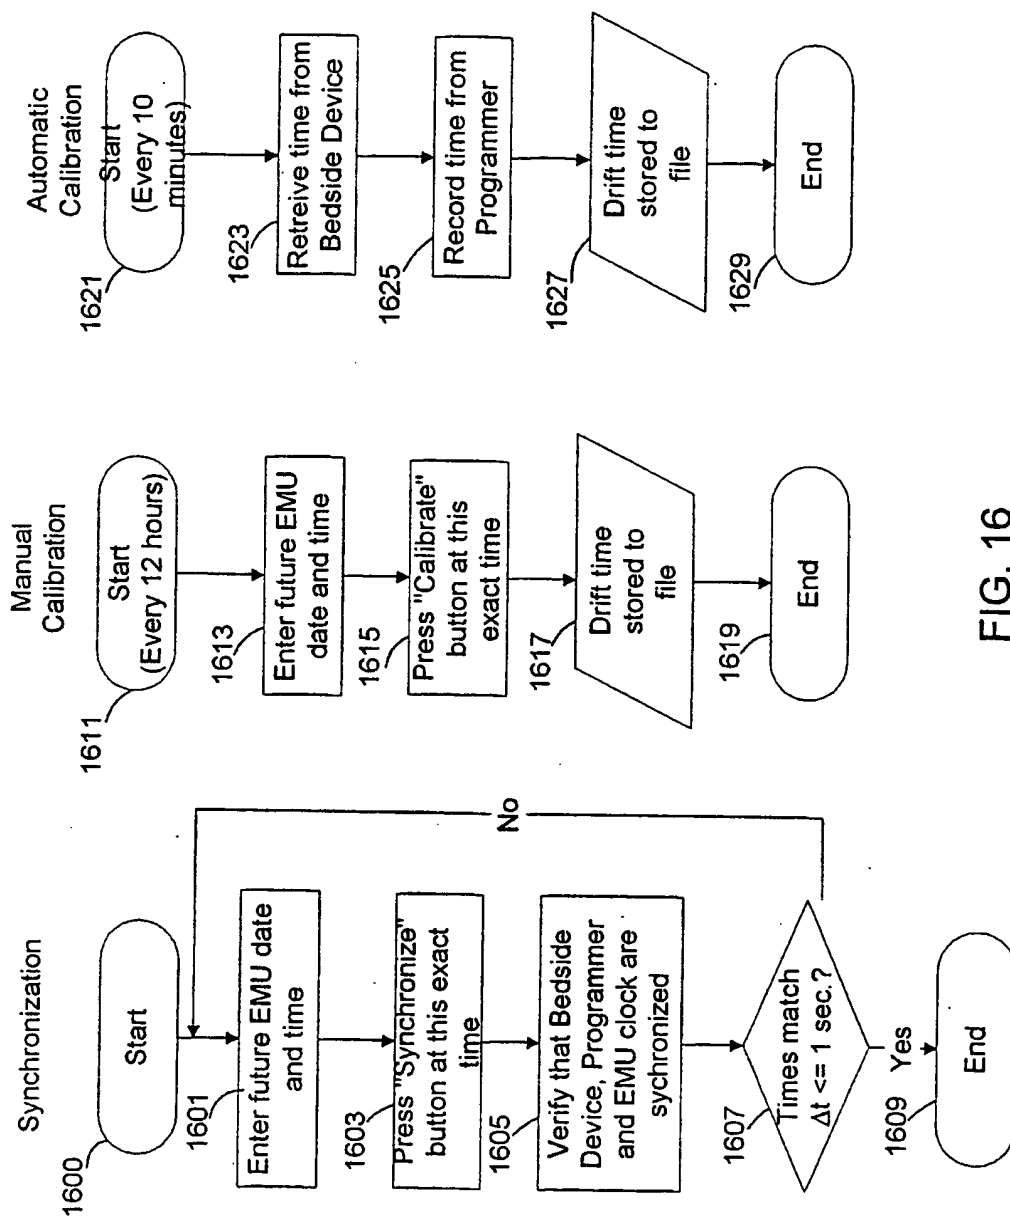 Synchronization
1600
Start
1601
Enter future EMU date
and time
1603
Press "Synchronize"
button at this exact
time
1605
Verify that Bedside
Device, Programmer
and EMU clock are
sychronized
1607
Times match
Δt <= 1 sec.?
No
Yes
1609
End
Manual
Calibration
1611
Start
(Every 12 hours)
1613
Enter future EMU
date and time
1615
Press "Calibrate"
button at this
exact time
1617
Drift time
stored to
file
1619
End
Automatic
Calibration
1621
Start
(Every 10
minutes)
1623
Retreive time from
Bedside Device
1625
Record time from
Programmer
1627
Drift time
stored to
file
1629
End
FIG. 16